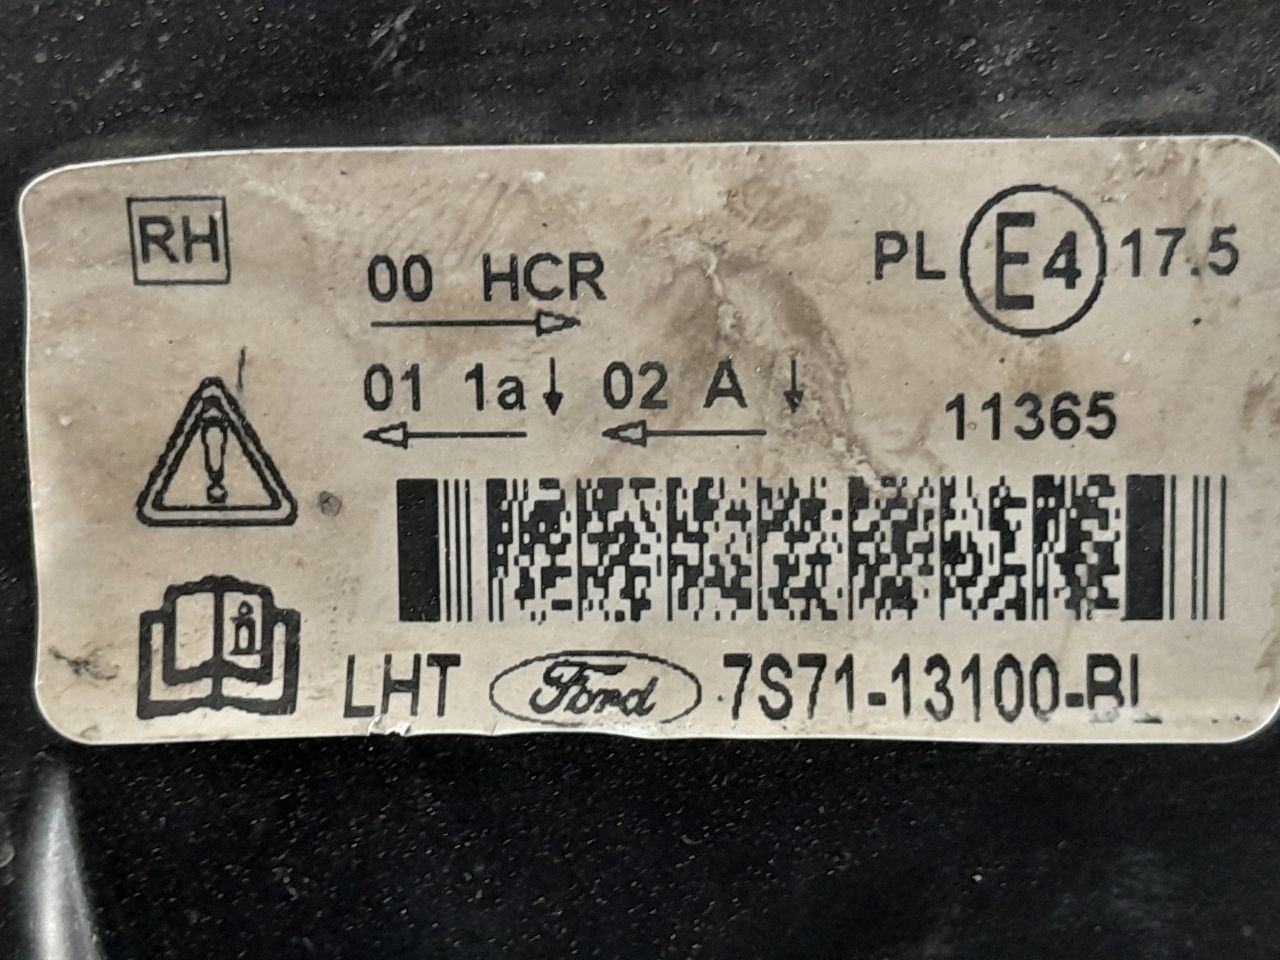 RH
00 HCR
PL E4 17.5
01 1a 02 A
11365
LHT Ford 7S71-13100-BL